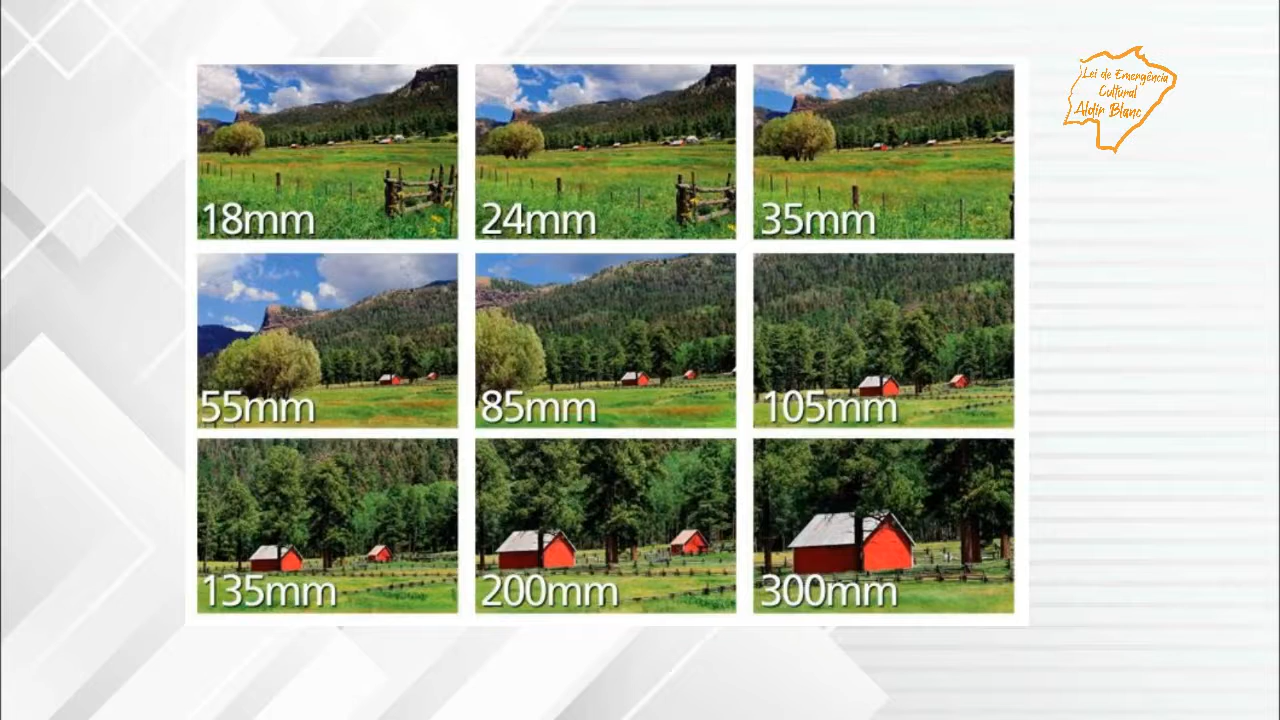 18mm
24mm
35mm
55mm
85mm
105mm
135mm
200mm
300mm
Lei de Emergência
Cultural
Aldir Blanc